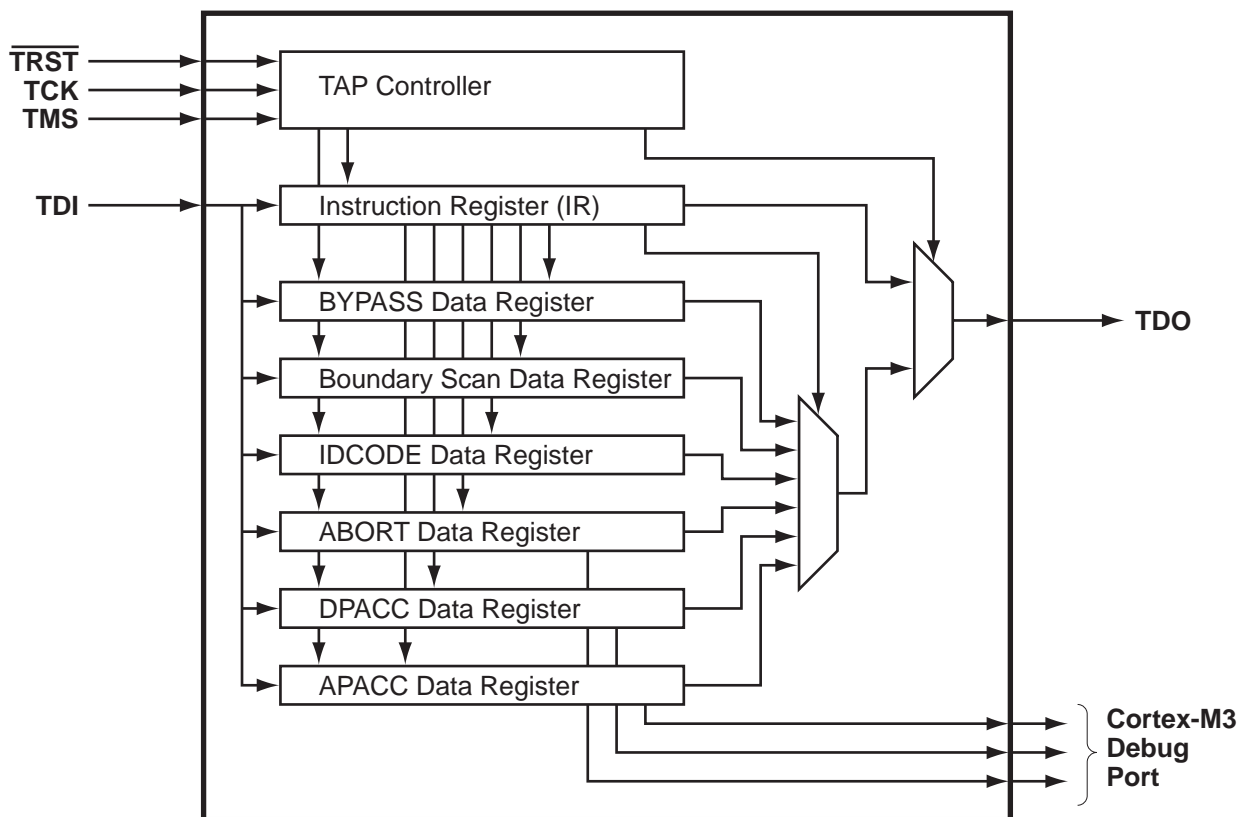 TRST
TCK
TMS
TDI
TAP Controller
Instruction Register (IR)
BYPASS Data Register
Boundary Scan Data Register
IDCODE Data Register
ABORT Data Register
DPACC Data Register
APACC Data Register
TDO
Cortex-M3
Debug
Port